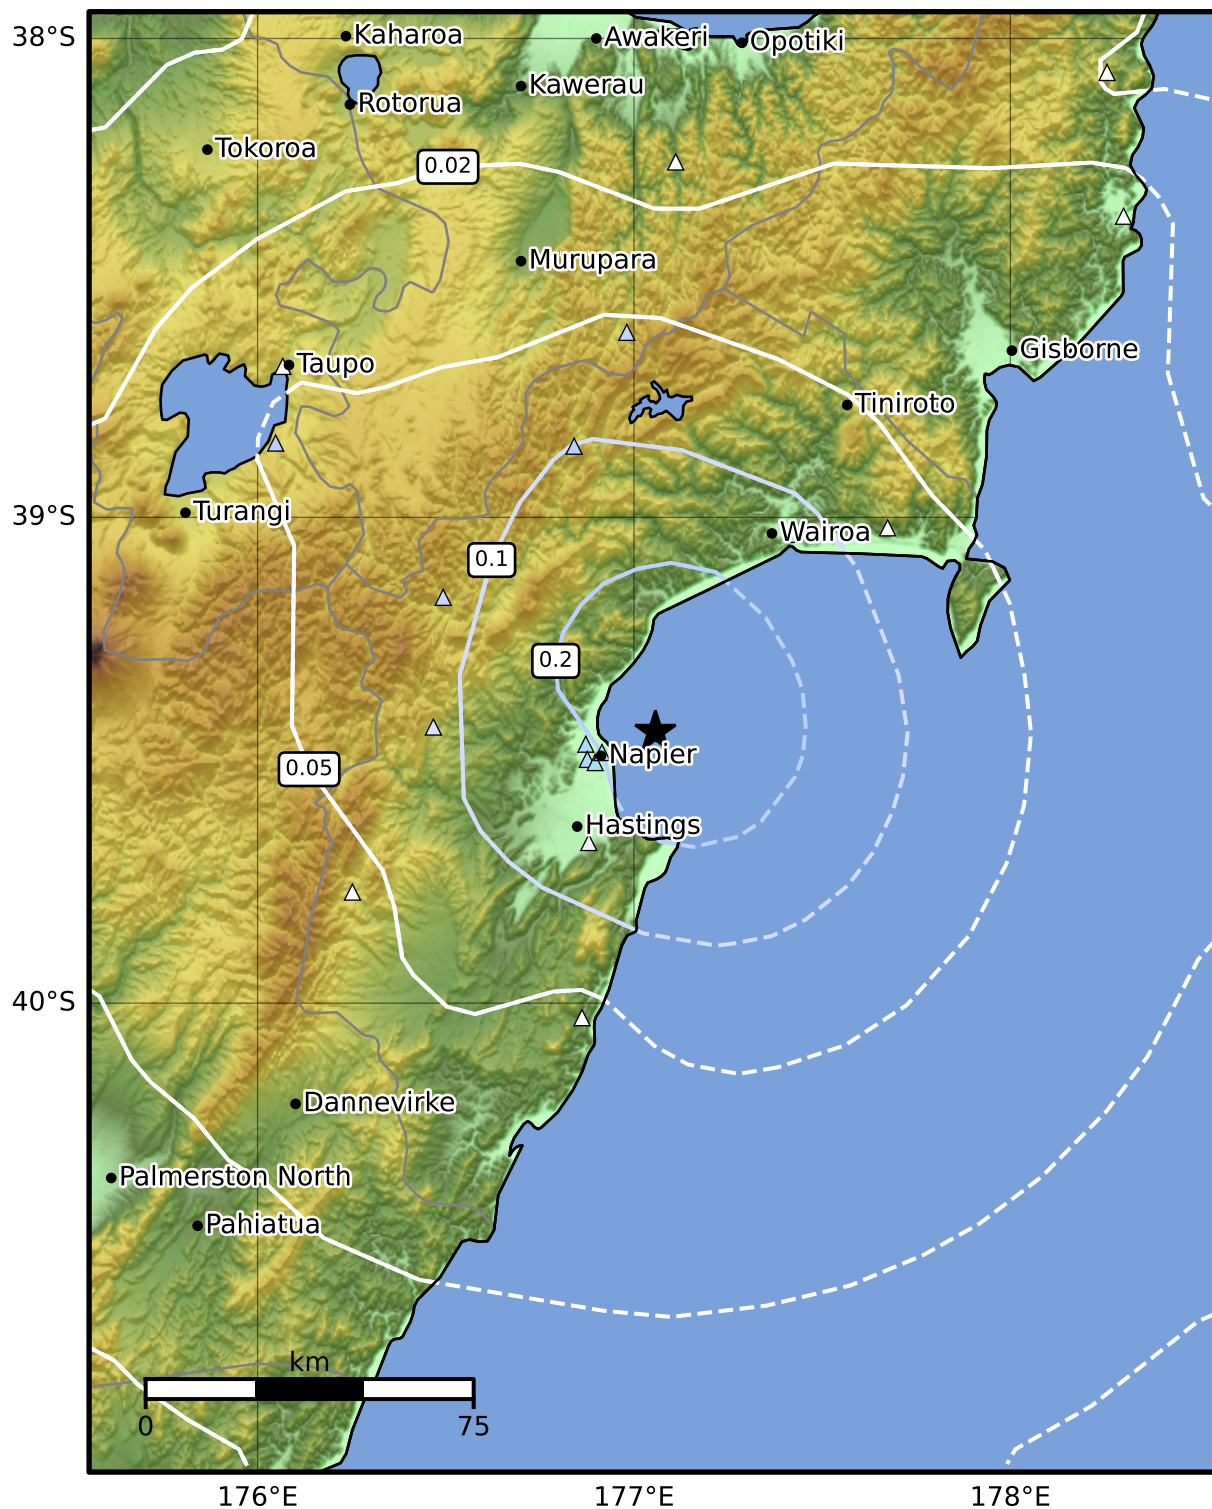 38°S
Kaharoa
Awakeri
Opotiki
Kawerau
Rotorua
Tokoroa
0.02
Murupara
Gisborne
Taupo
Tiniroto
39°S
Turangi
Wairoa
0.1
0.2
Napier
0.05
Hastings
40°S
Dannevirke
Palmerston North
Pahiatua
km
0
75
176°E
177°E
178°E